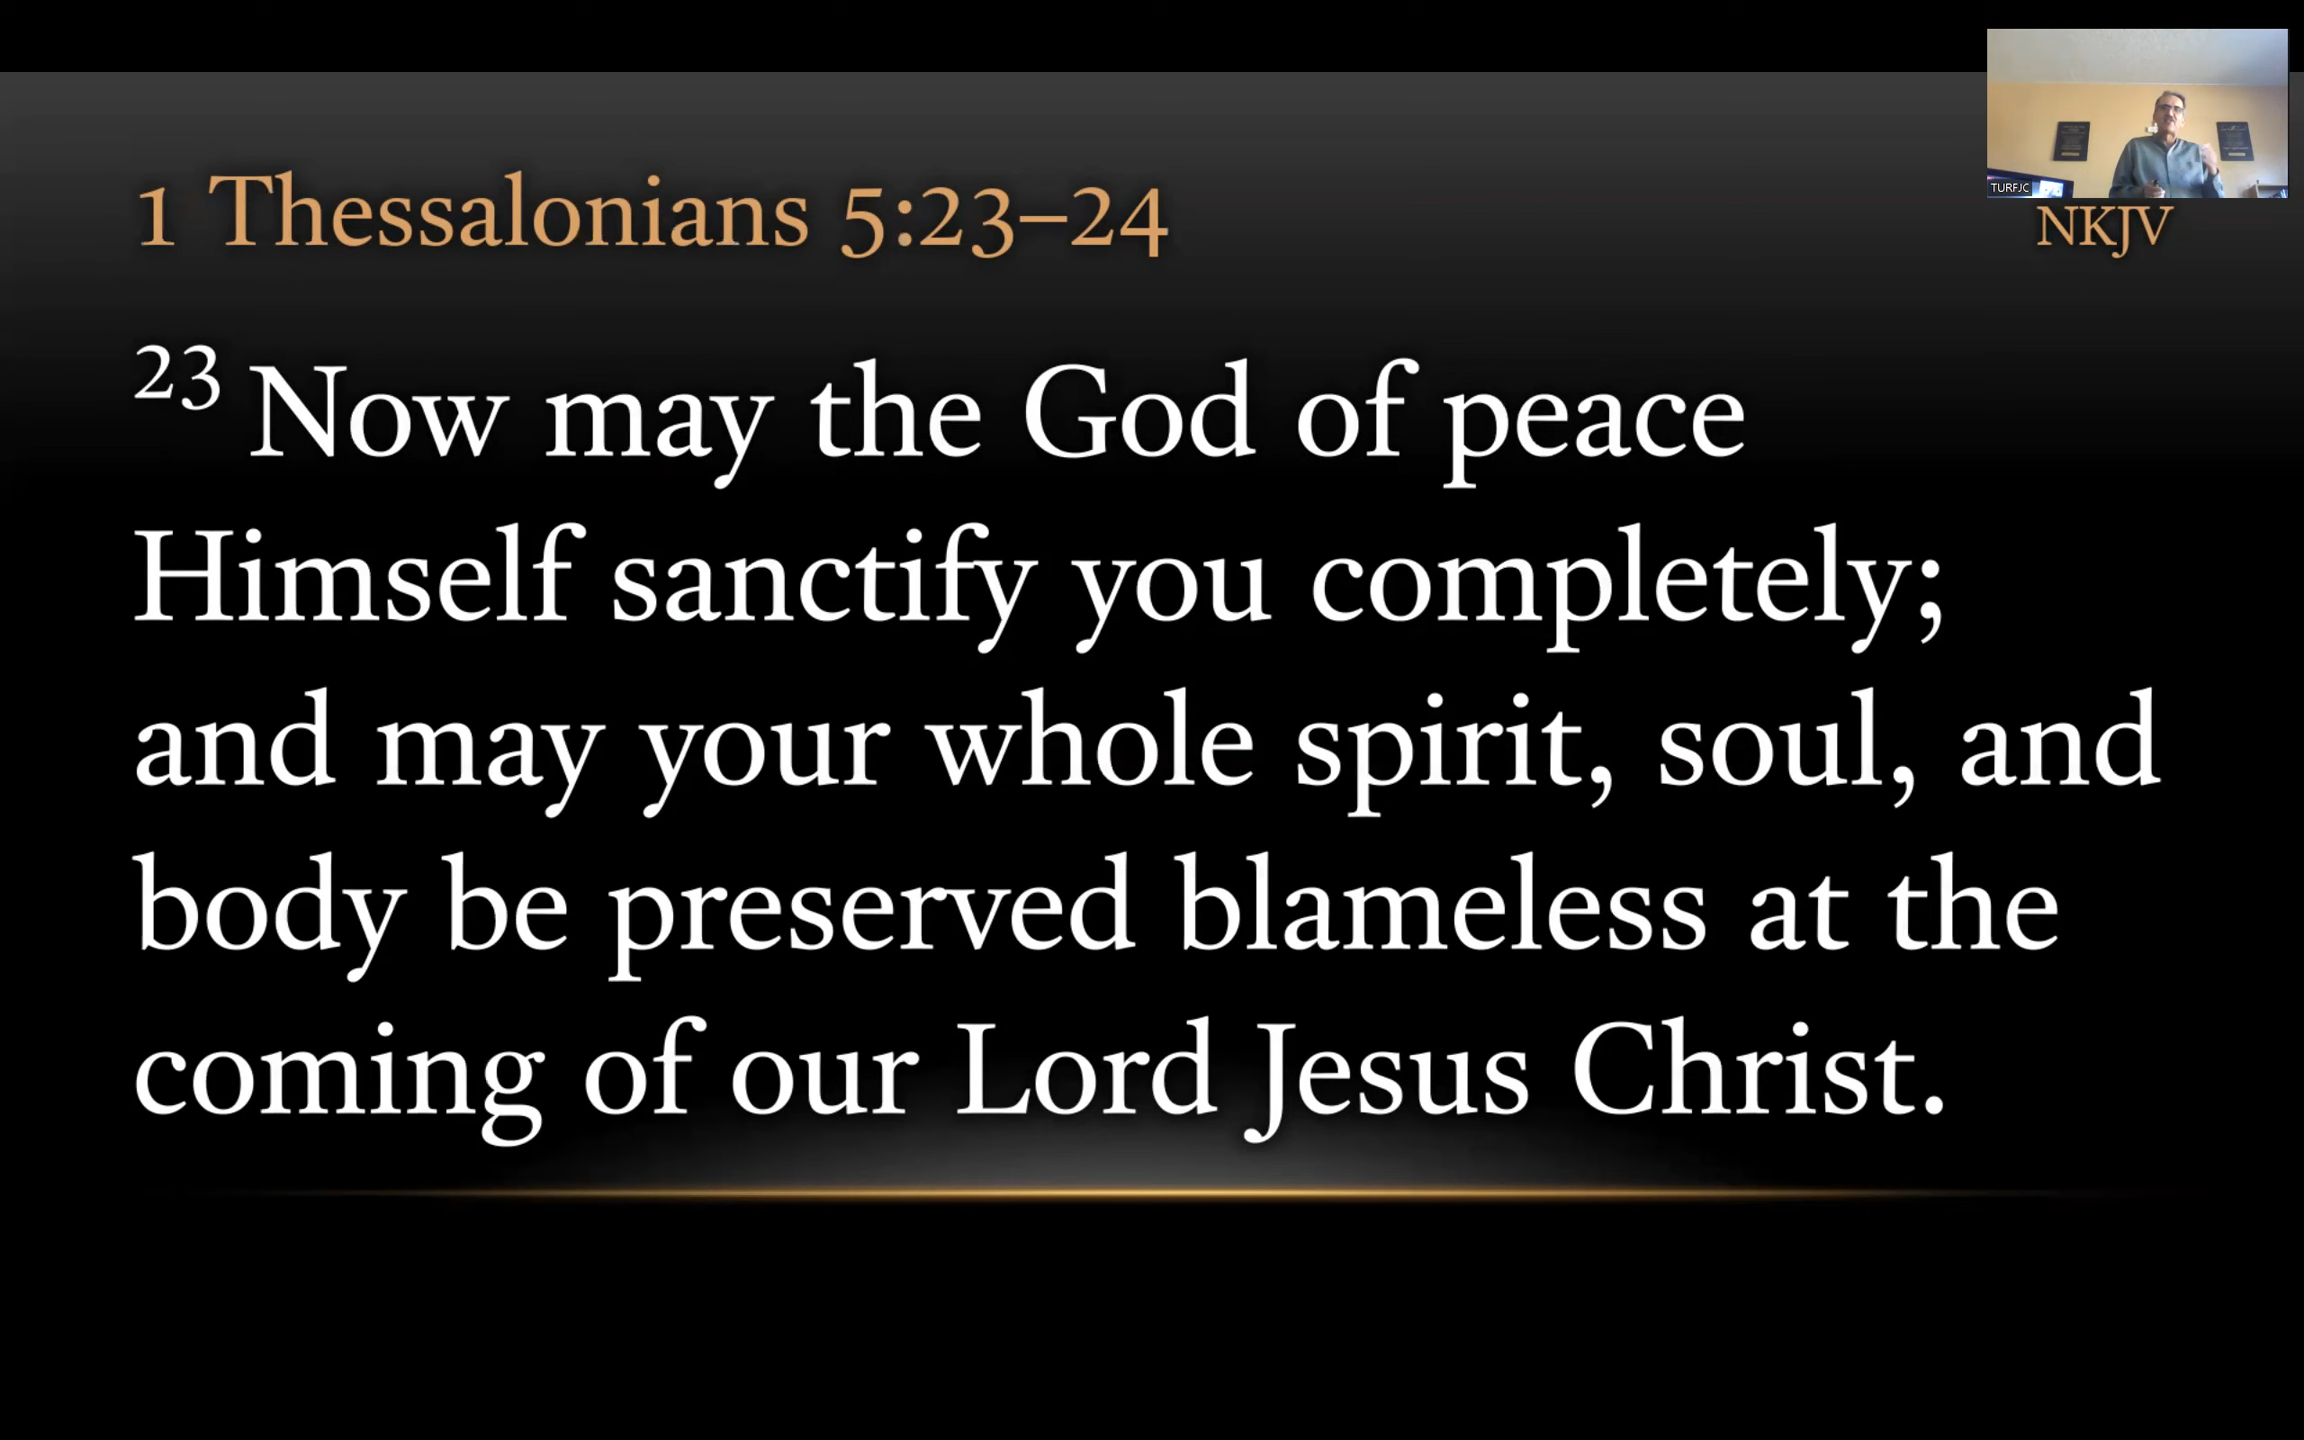 TURFJC
1 Thessalonians 5:23–24
NKJV
23 Now may the God of peace
Himself sanctify you completely;
and may your whole spirit, soul, and
body be preserved blameless at the
coming of our Lord Jesus Christ.